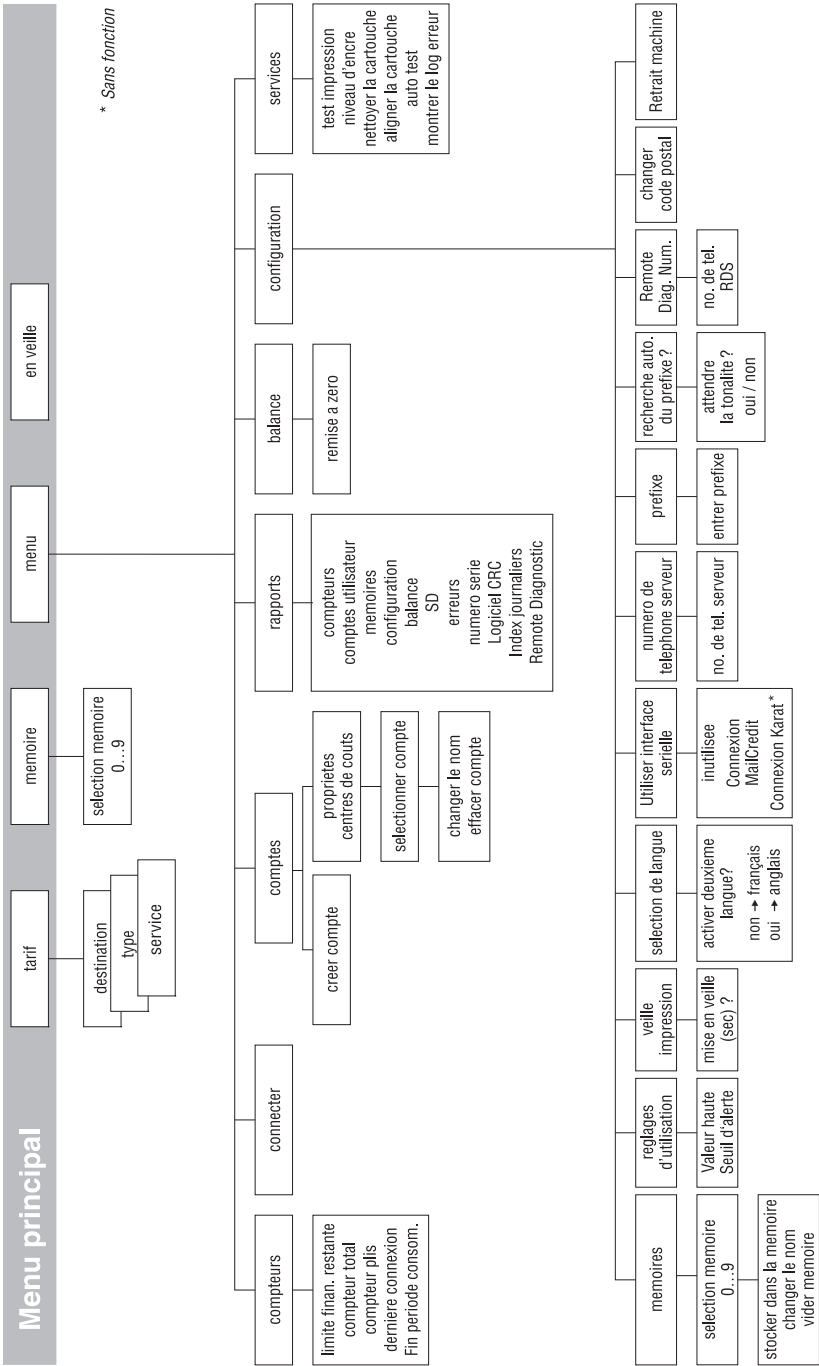 Menu principal
tarif
memoire
menu
en veille
* Sans fonction
destination
type
service
selection memoire
0...9
compteurs
connecter
comptes
rapports
balance
configuration
services
limite finan. restante
compteur total
compteur plis
derniere connexion
Fin periode consom.
creer compte
proprietes
centres de couts
selectionner compte
changer le nom
effacer compte
compteurs
comptes utilisateur
memoires
configuration
balance
SD
erreurs
numero serie
Logiciel CRC
Index journaliers
Remote Diagnostic
remise a zero
test impression
niveau d'encre
nettoyer la cartouche
aligner la cartouche
auto test
montrer le log erreur
memoires
reglages
d'utilisation
veille
impression
selection de langue
Utiliser interface
serielle
numero de
telephone serveur
prefixe
recherche auto.
du prefixe ?
Remote
Diag. Num.
changer
code postal
Retrait machine
selection memoire
0...9
Valeur haute
Seuil d'alerte
mise en veille
(sec) ?
activer deuxieme
langue?
non → français
oui → anglais
inutilisee
Connexion
MailCredit
Connexion Karat *
no. de tel. serveur
entrer prefixe
attendre
la tonalite ?
oui / non
no. de tel.
RDS
stocker dans la memoire
changer le nom
vider memoire